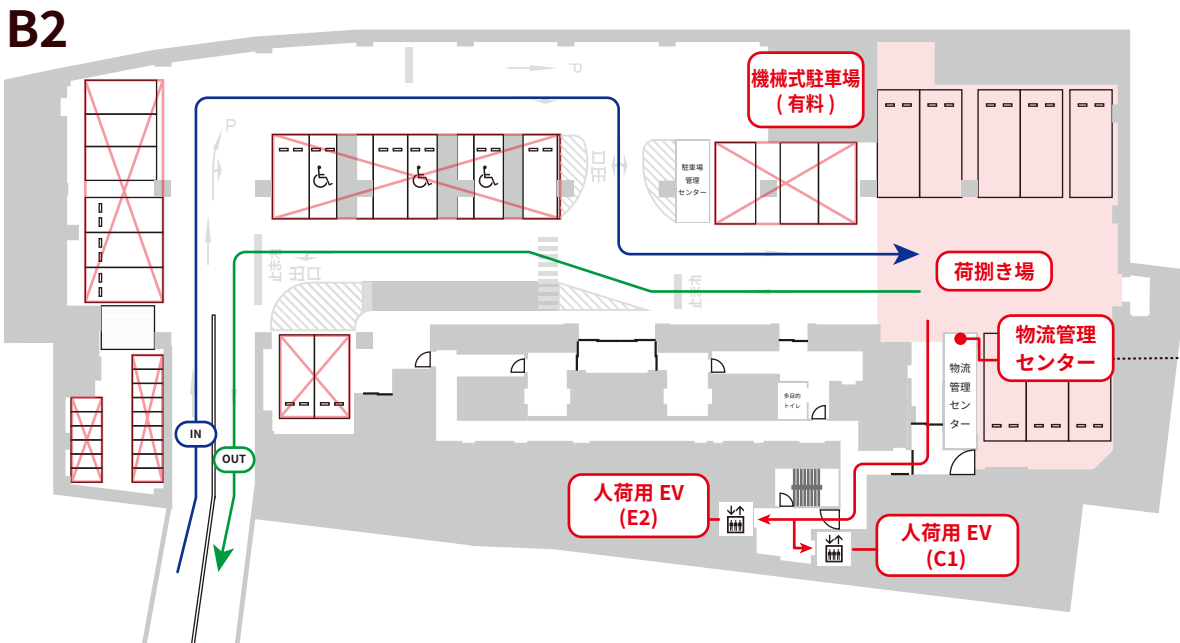 B2
P
機械式駐車場
( 有料 )
P
出口
駐車場
管理
センター
荷捌き場
止まれ
出口
止まれ
物流管理
センター
物流
管理
セン
ター
多目的
トイレ
IN
OUT
人荷用 EV
(E2)
人荷用 EV
(C1)